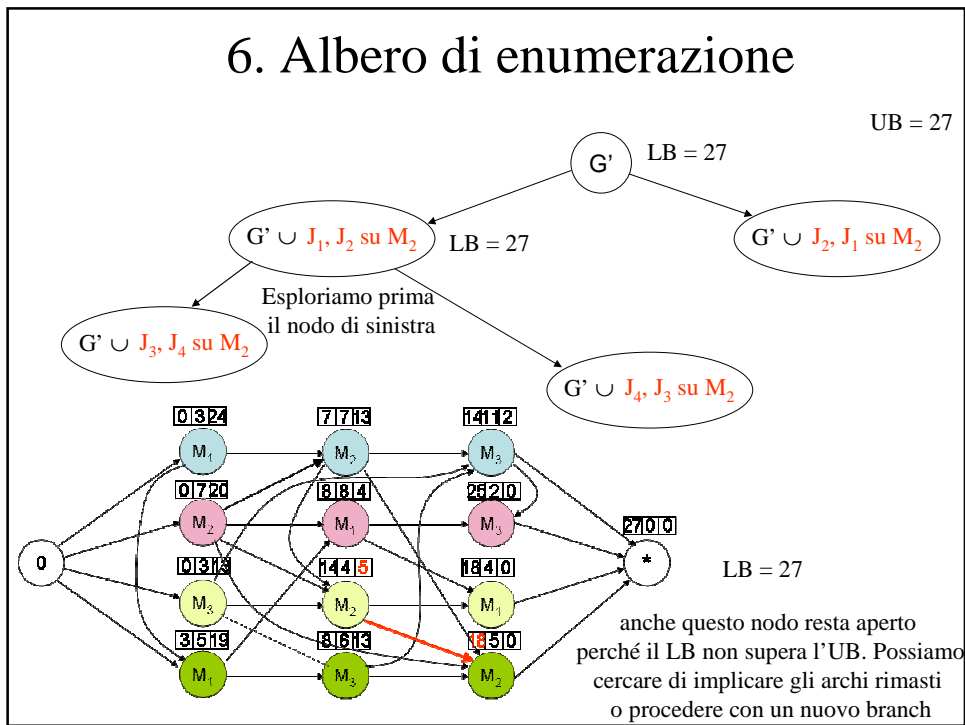 6. Albero di enumerazione
UB = 27
G' LB = 27
G' ∪ J₁, J₂ su M₂ LB = 27
G' ∪ J₂, J₁ su M₂
Esploriamo prima
il nodo di sinistra
G' ∪ J₃, J₄ su M₂
G' ∪ J₄, J₃ su M₂
0 3 24
7 7 13
14 11 2
M₁ M₂ M₃
0 7 20
8 8 4
25 2 0
M₂ M₁ M₃
27 0 0
0
*
0 3 13
14 4 5
18 4 0
LB = 27
M₃ M₂ M₁
3 5 19
8 6 13
18 5 0
M₁ M₃ M₂
anche questo nodo resta aperto
perché il LB non supera l'UB. Possiamo
cercare di implicare gli archi rimasti
o procedere con un nuovo branch